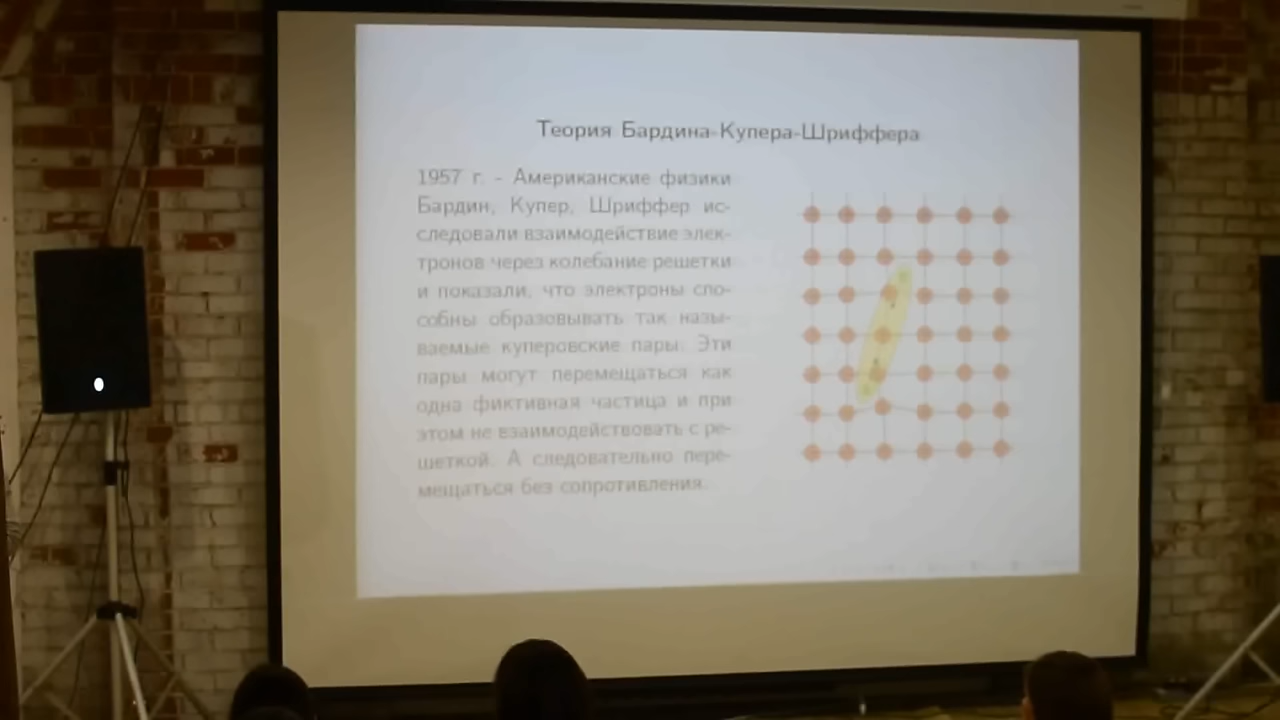 Теория Бардина-Купера-Шриффера
1957 г. - Американские физики
Бардин, Купер, Шриффер ис-
следовали взаимодействие элек-
тронов через колебание решетки
и показали, что электроны спо-
собны образовывать так назы-
ваемые куперовские пары. Эти
пары могут перемещаться как
одна фиктивная частица и при
этом не взаимодействовать с ре-
шеткой. А следовательно пере-
мещаться без сопротивления.